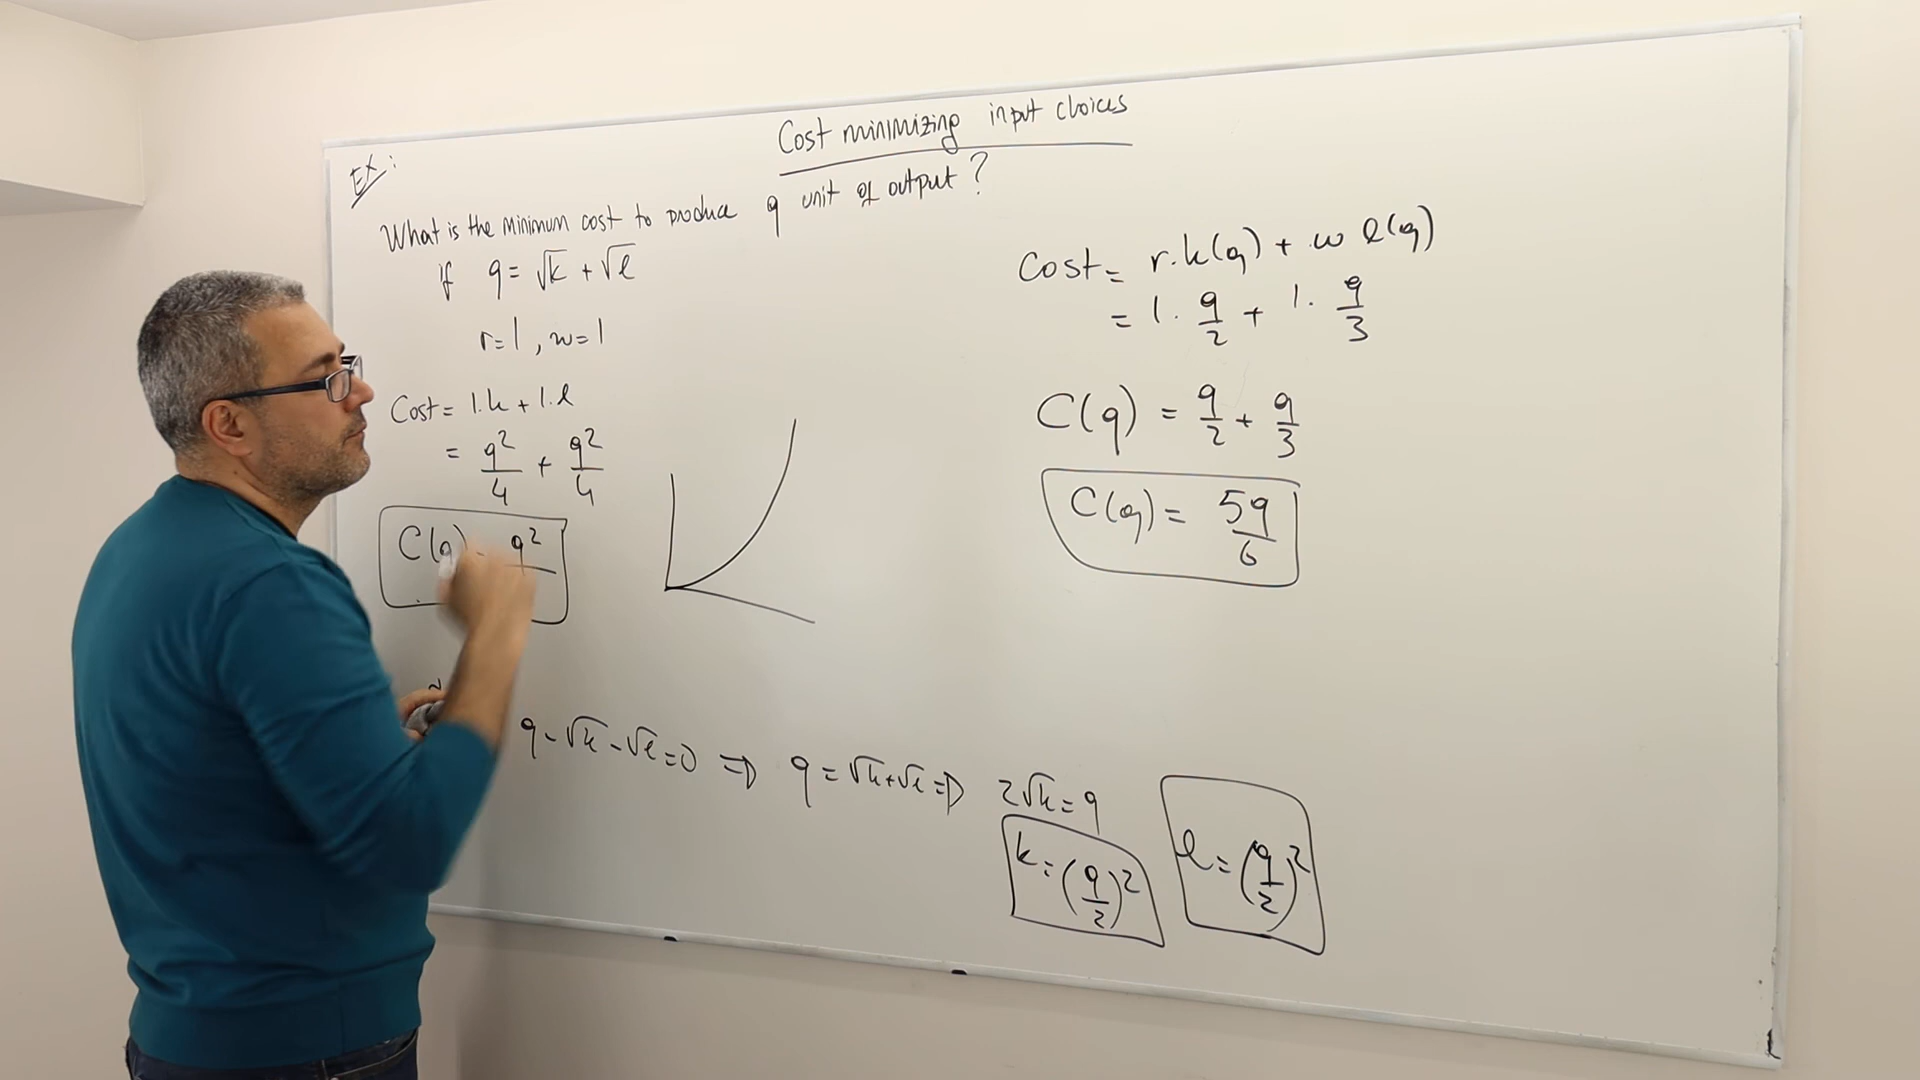 Cost minimizing input choices
Ex:
What is the minimum cost to produce q unit of output?
if q = √k + √l
r=1, w=1
Cost = 1.k + 1.l
= q²/4 + q²/4
C(q) = q²
Cost = r.k(q) + w l(q)
= 1. q/2 + 1. q/3
C(q) = q/2 + q/3
C(q) = 5q/6
q - √k - √l = 0 ⇒ q = √k + √l ⇒ 2√k = q
k = (q/2)²
l = (q/2)²